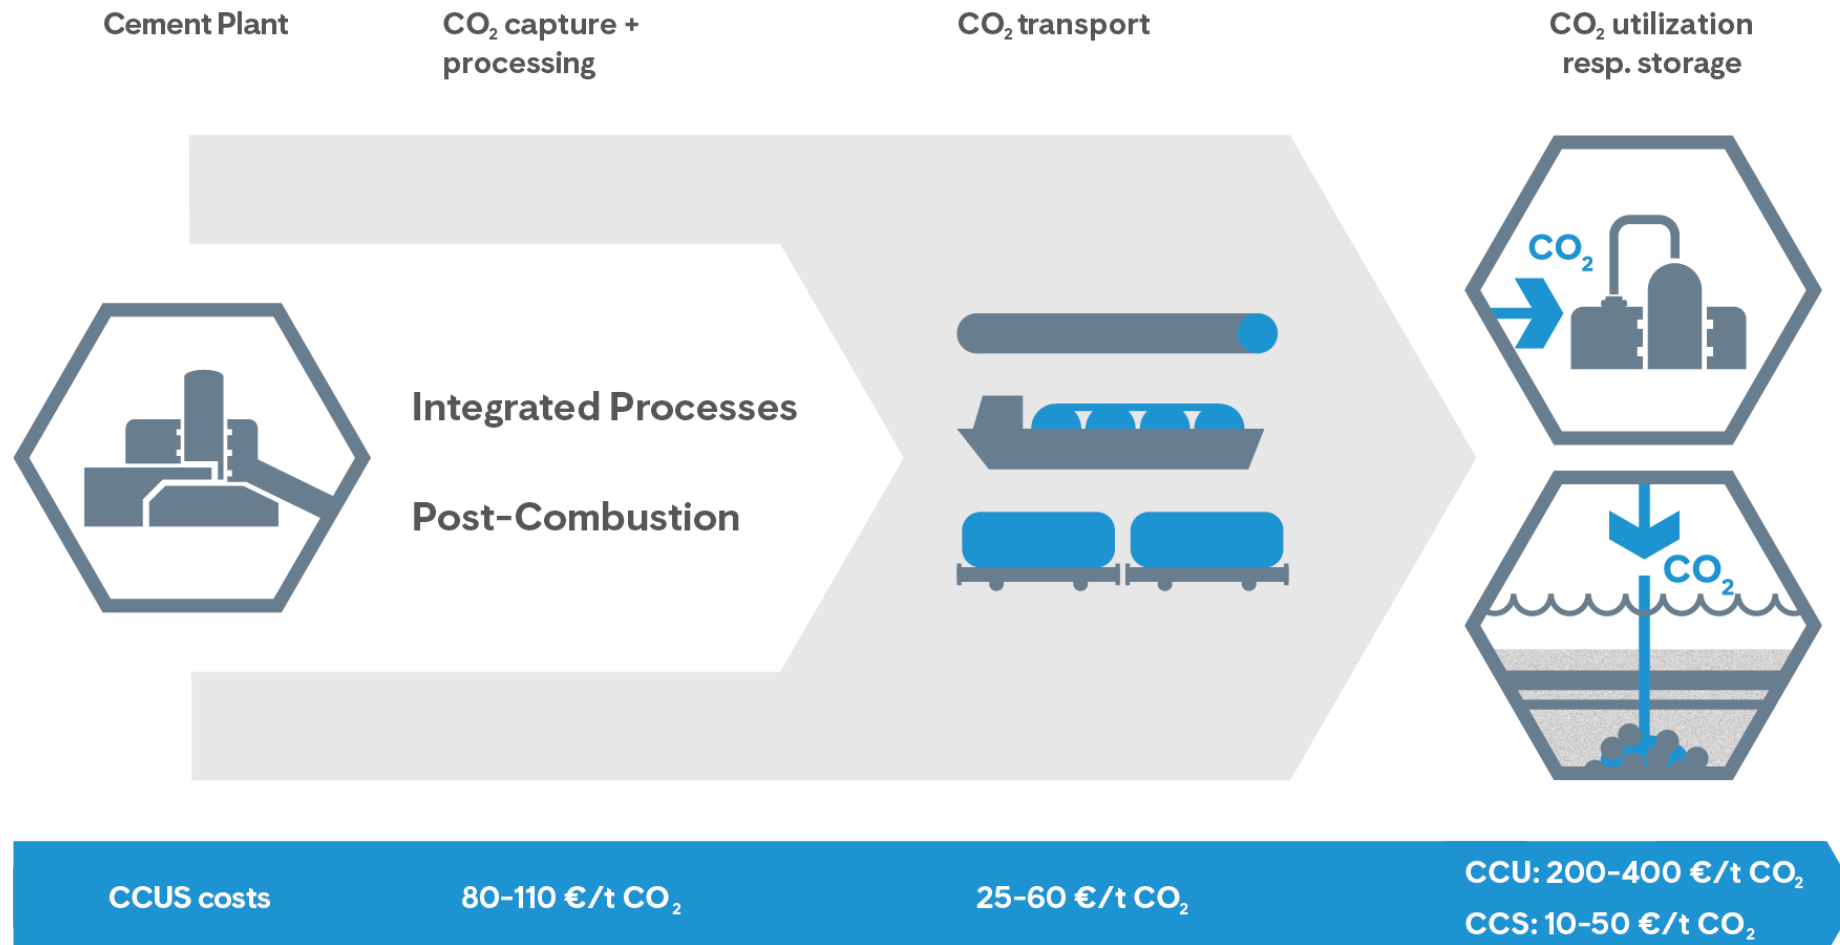 Cement Plant
CO₂ capture +
processing
CO₂ transport
CO₂ utilization
resp. storage
Integrated Processes
Post-Combustion
CO₂
CO₂
CCUS costs
80-110 €/t CO₂
25-60 €/t CO₂
CCU: 200-400 €/t CO₂
CCS: 10-50 €/t CO₂